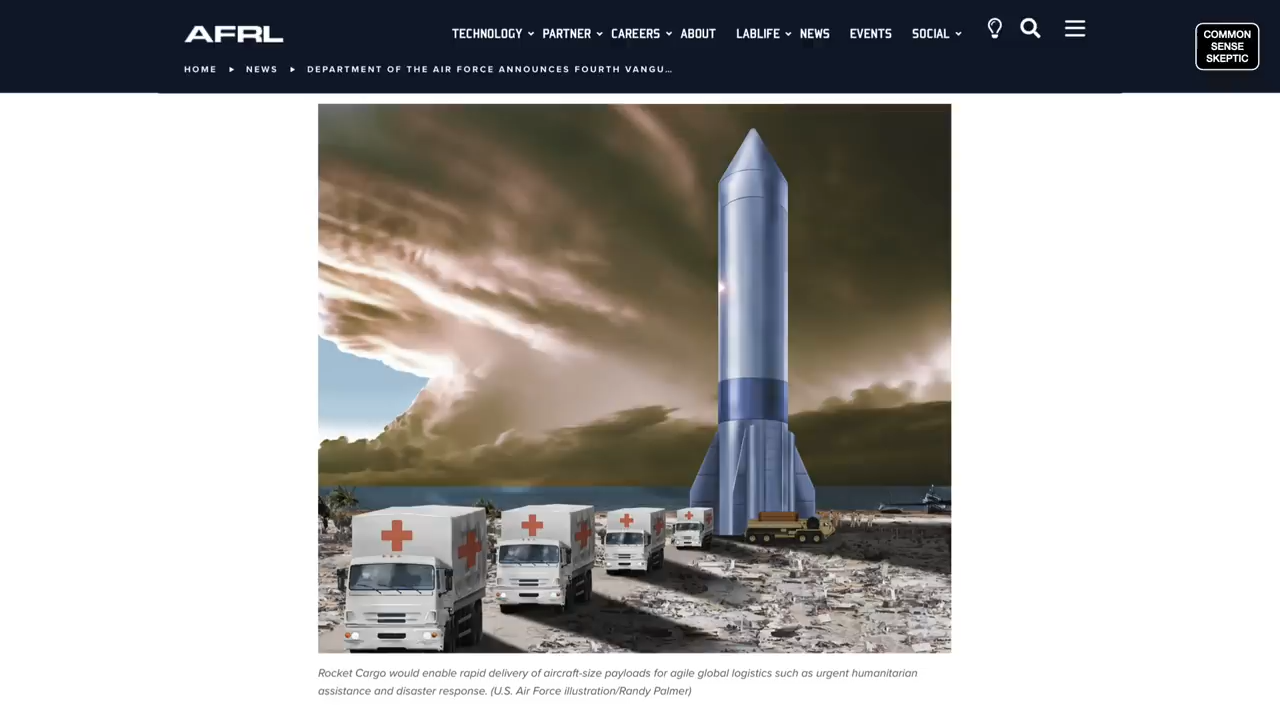 AFRL
TECHNOLOGY PARTNER CAREERS ABOUT LABLIFE NEWS EVENTS SOCIAL
COMMON
SENSE
SKEPTIC
HOME ▸ NEWS ▸ DEPARTMENT OF THE AIR FORCE ANNOUNCES FOURTH VANGU…
Rocket Cargo would enable rapid delivery of aircraft-size payloads for agile global logistics such as urgent humanitarian
assistance and disaster response. (U.S. Air Force illustration/Randy Palmer)